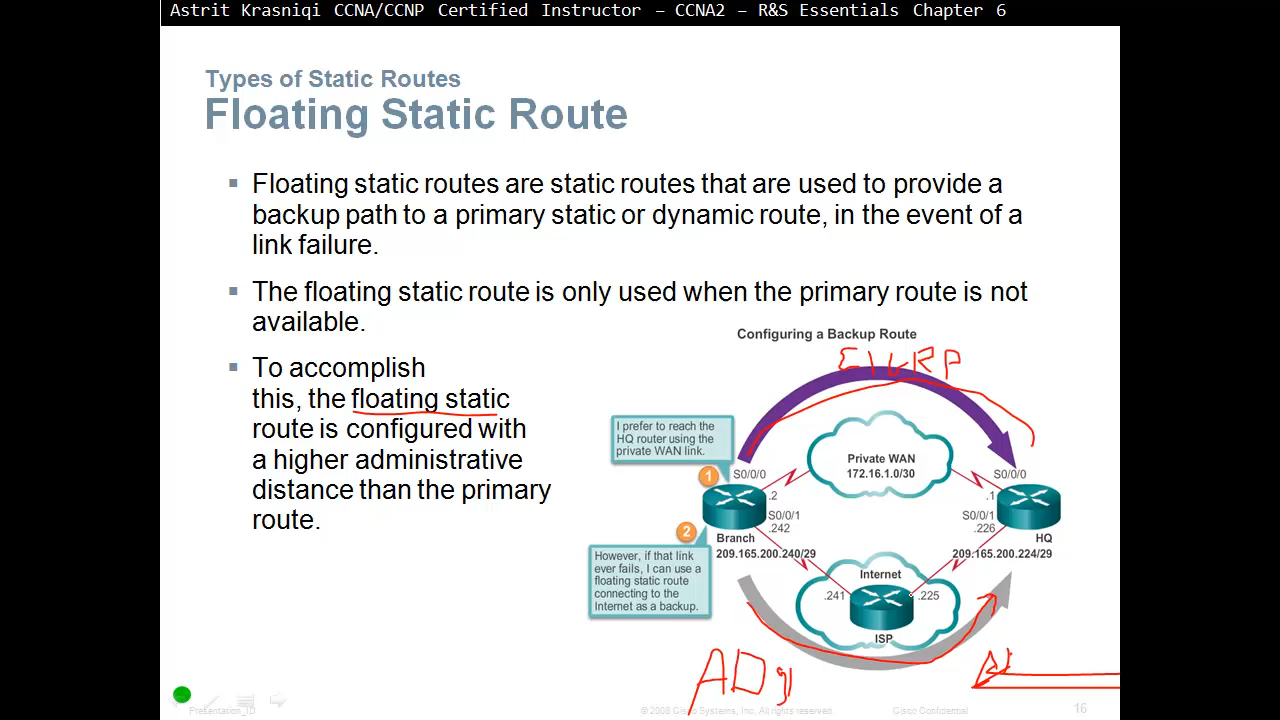 Astrit Krasniqi CCNA/CCNP Certified Instructor – CCNA2 – R&S Essentials Chapter 6
Types of Static Routes
Floating Static Route
Floating static routes are static routes that are used to provide a
backup path to a primary static or dynamic route, in the event of a
link failure.
The floating static route is only used when the primary route is not
available.
To accomplish
this, the floating static
route is configured with
a higher administrative
distance than the primary
route.
Configuring a Backup Route
EIGRP
I prefer to reach the
HQ router using the
private WAN link.
Private WAN
172.16.1.0/30
1
S0/0/0
S0/0/0
.2
.1
S0/0/1
.242
S0/0/1
.226
2
Branch
HQ
209.165.200.240/29
209.165.200.224/29
However, if that link
ever fails, I can use a
floating static route
connecting to the
Internet as a backup.
Internet
.241
.225
ISP
AD
Presentation_ID
© 2008 Cisco Systems, Inc. All rights reserved.
Cisco Confidential
16